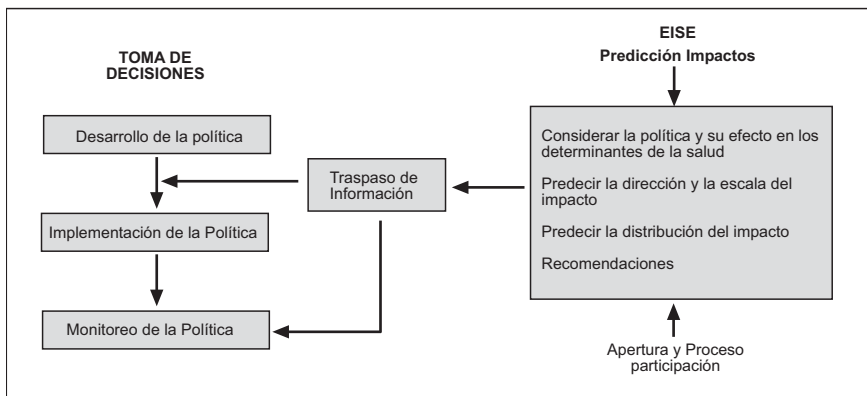 TOMA DE
DECISIONES
Desarrollo de la política
Implementación de la Política
Monitoreo de la Política
Traspaso de
Información
EISE
Predicción Impactos
Considerar la política y su efecto en los
determinantes de la salud
Predecir la dirección y la escala del
impacto
Predecir la distribución del impacto
Recomendaciones
Apertura y Proceso
participación